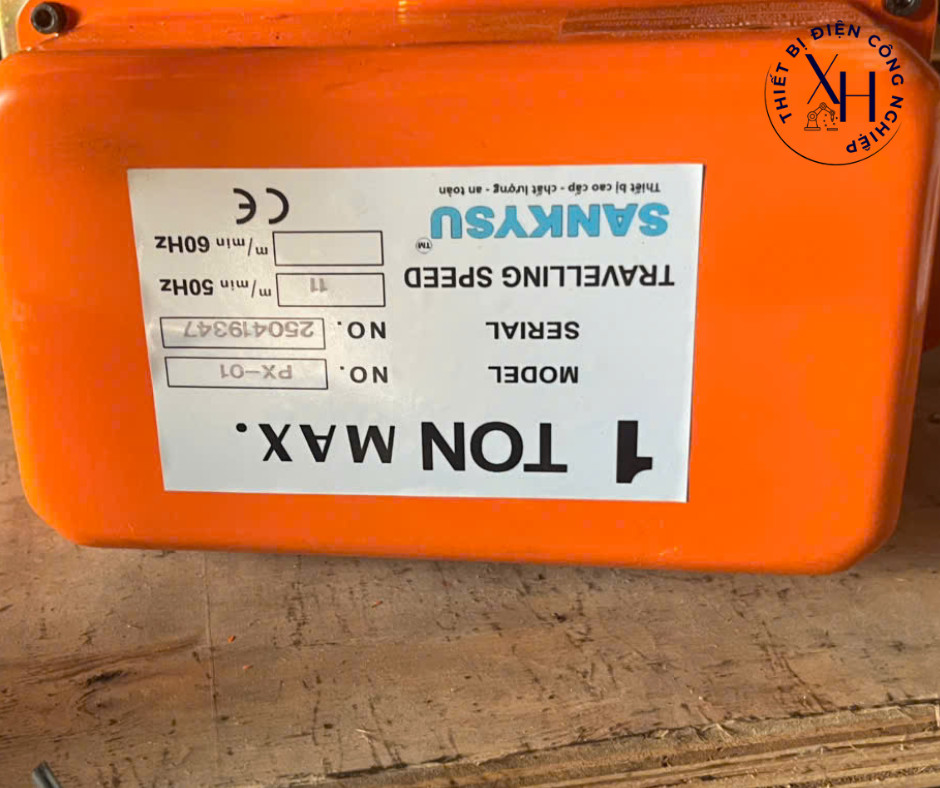 THIẾT BỊ ĐIỆN CÔNG NGHIỆP
XH
1 TON MAX.
MODEL NO. PX-01
SERIAL NO. 250419347
TRAVELLING SPEED 11 m/min 50Hz
SANKYSU™ m/min 60Hz
Thiết bị cao cấp - chất lượng - an toàn
CE